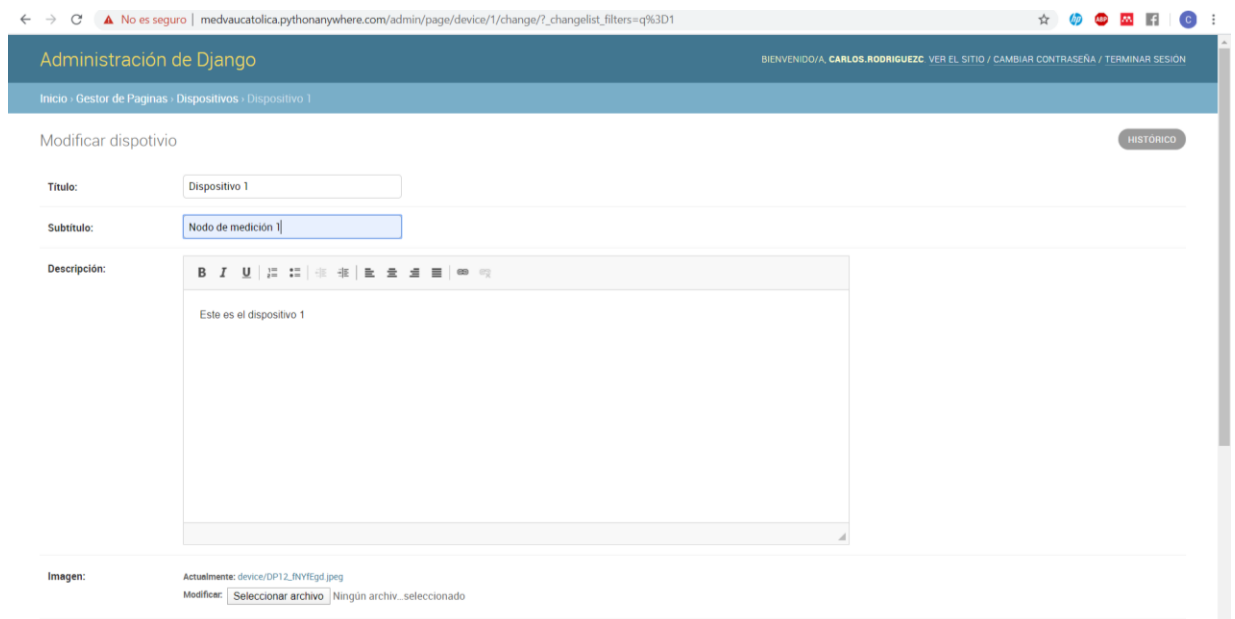 No es seguro | medvaucatolica.pythonanywhere.com/admin/page/device/1/change/?_changelist_filters=q%3D1
hp ABP C
Administración de Django
BIENVENIDO/A, CARLOS.RODRIGUEZC. VER EL SITIO / CAMBIAR CONTRASEÑA / TERMINAR SESIÓN
Inicio › Gestor de Paginas › Dispositivos › Dispositivo 1
Modificar dispotivio
HISTÓRICO
Título: Dispositivo 1
Subtítulo: Nodo de medición 1
Descripción:
B I U
Este es el dispositivo 1
Imagen: Actualmente: device/DP12_fNYfEgd.jpeg
Modificar: Seleccionar archivo Ningún archiv...seleccionado